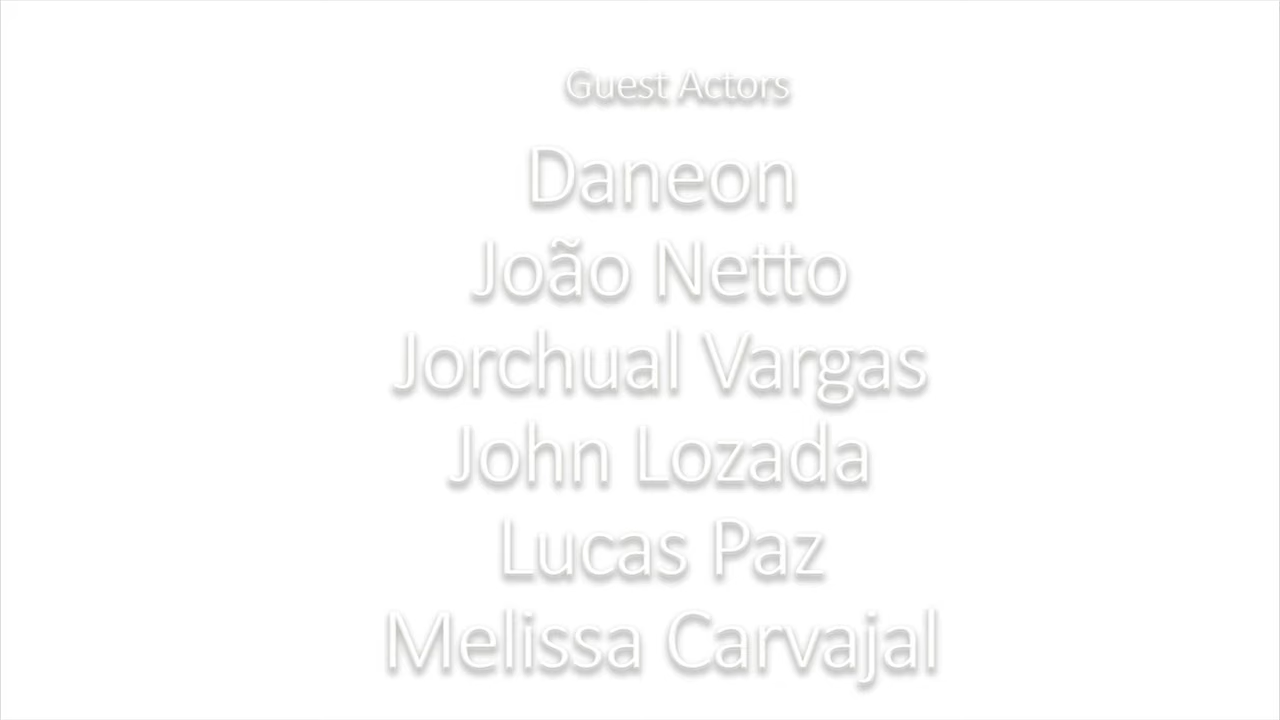 Guest Actors
Daneon
João Netto
Jorchual Vargas
John Lozada
Lucas Paz
Melissa Carvajal